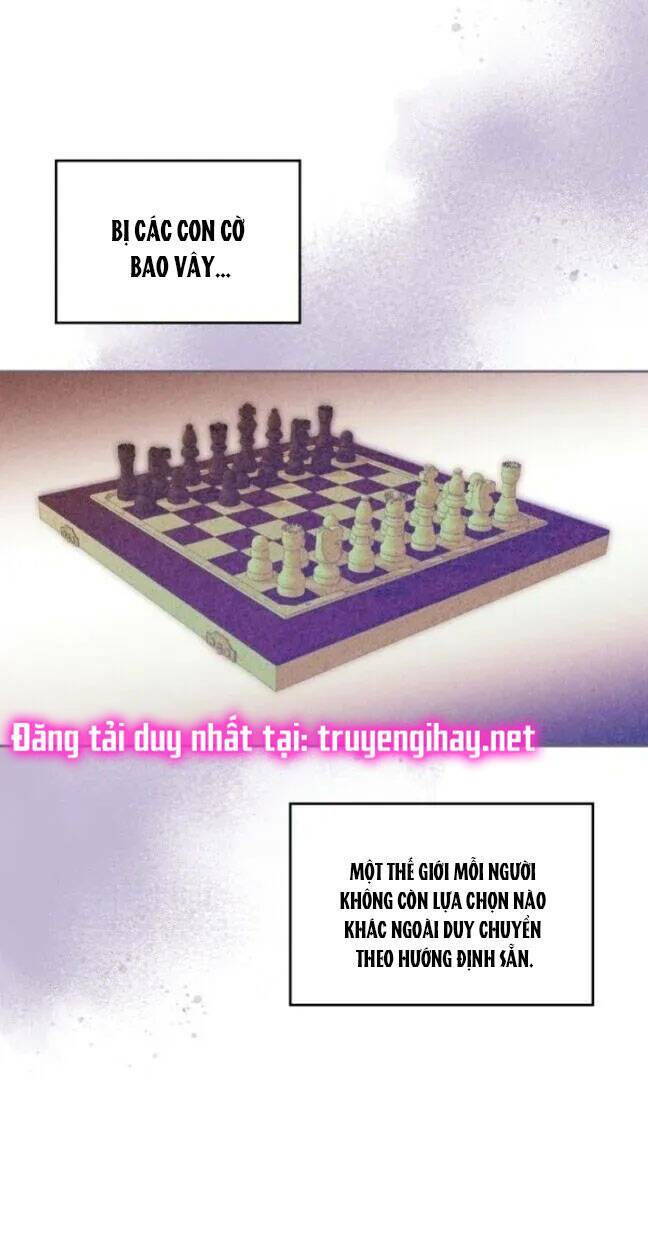 BỊ CÁC CON CỜ
BAO VÂY...
Đăng tải duy nhất tại: truyengihay.net
MỘT THẾ GIỚI MỖI NGƯỜI
KHÔNG CÒN LỰA CHỌN NÀO
KHÁC NGOÀI DUY CHUYỂN
THEO HƯỚNG ĐỊNH SẴN.